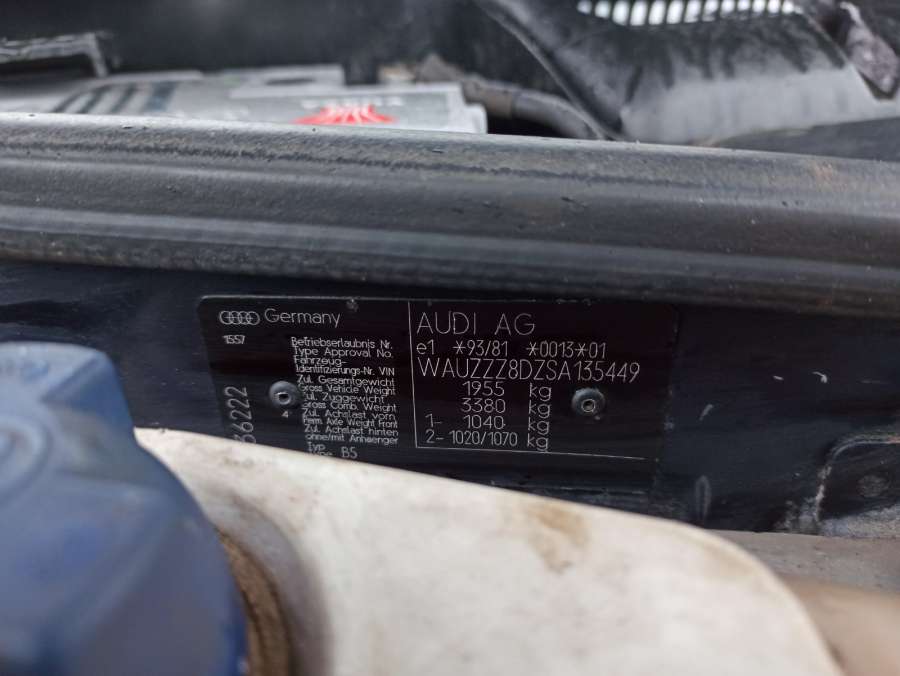 Germany
AUDI AG
1557
Betriebserlaubnis Nr.
Type Approval No.
e1 *93/81 *0013*01
Fahrzeug-
Identifizierungs-Nr. VIN
WAUZZZ8DZSA135449
Zul. Gesamtgewicht
Gross Vehicle Weight
1955 kg
Zul. Zuggewicht
Gross Comb. Weight
3380 kg
Zul. Achslast vorn
Perm. Axle Weight Front
1- 1040 kg
Zul. Achslast hinten
ohne/mit Anhaenger
2- 1020/1070 kg
Typ
B5
4
36222